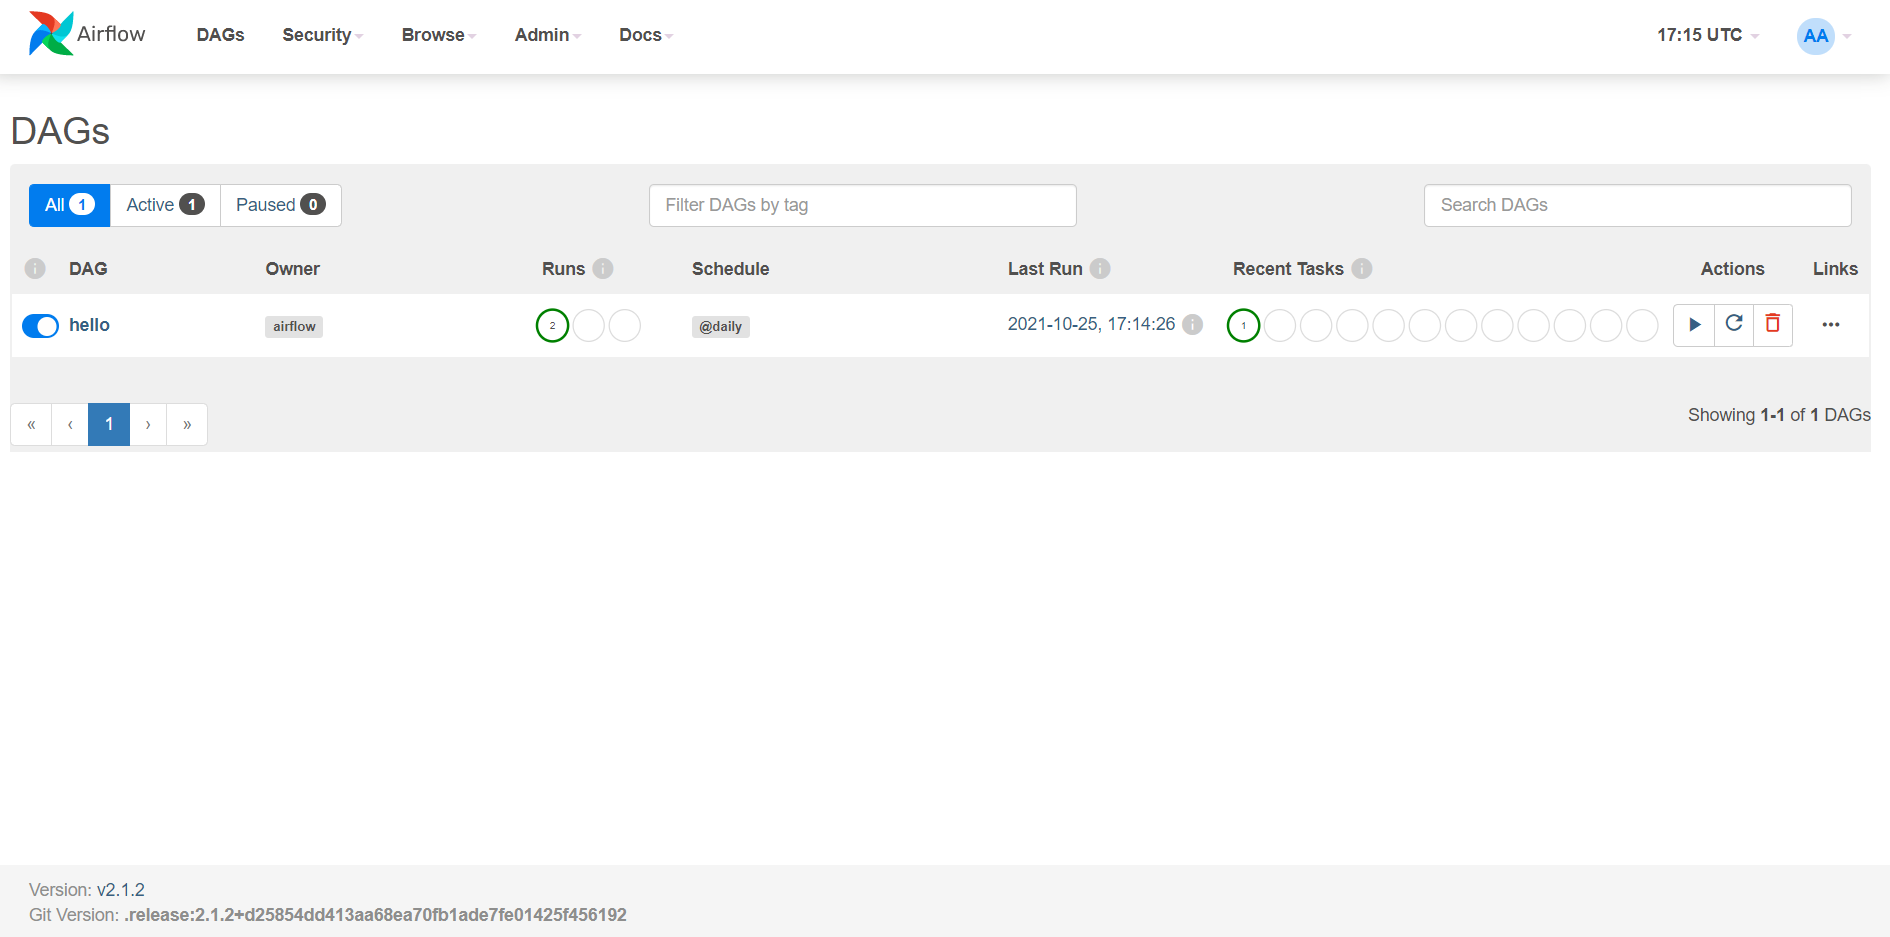 Airflow DAGs Security Browse Admin Docs 17:15 UTC AA
DAGs
All 1 Active 1 Paused 0 Filter DAGs by tag Search DAGs
i DAG Owner Runs i Schedule Last Run i Recent Tasks i Actions Links
hello airflow 2 @daily 2021-10-25, 17:14:26 i 1 ...
« ‹ 1 › » Showing 1-1 of 1 DAGs
Version: v2.1.2
Git Version: .release:2.1.2+d25854dd413aa68ea70fb1ade7fe01425f456192